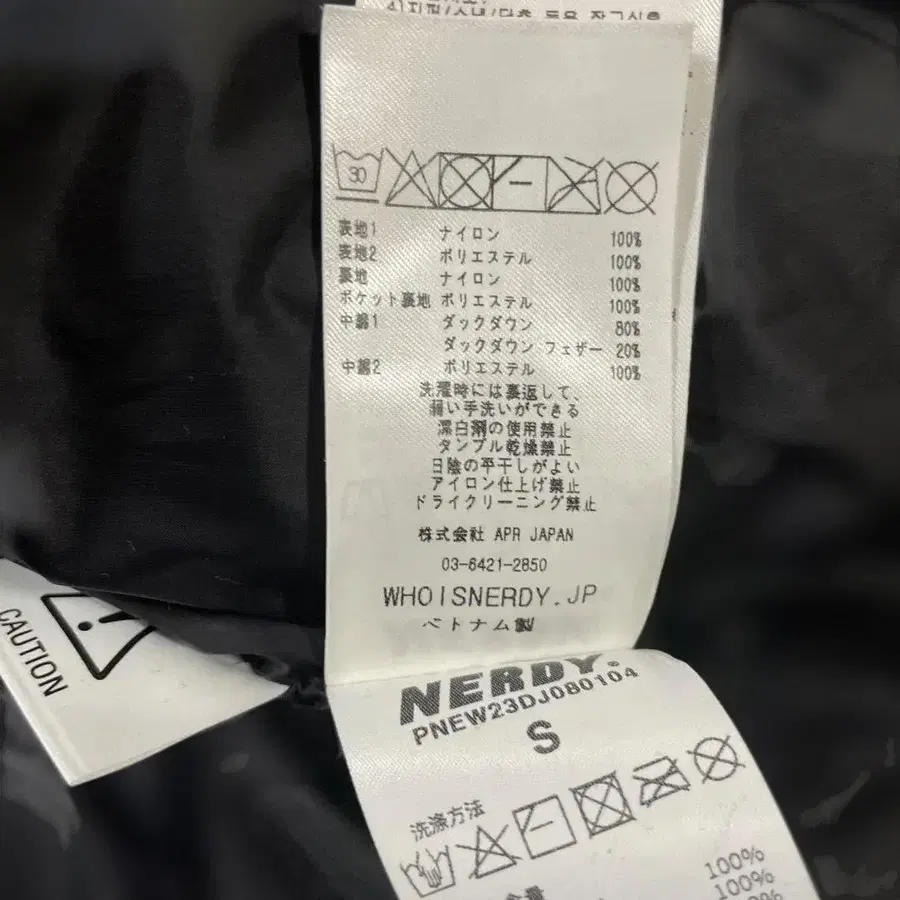 30
表地1 ナイロン 100%
表地2 ポリエステル 100%
裏地 ナイロン 100%
ポケット裏地 ポリエステル 100%
中綿1 ダックダウン 80%
ダックダウン フェザー 20%
中綿2 ポリエステル 100%
洗濯時には裏返して、
弱い手洗いができる
漂白剤の使用禁止
タンブル乾燥禁止
日陰の平干しがよい
アイロン仕上げ禁止
ドライクリーニング禁止
株式会社 APR JAPAN
03-6421-2850
WHOISNERDY.JP
ベトナム製
CAUTION
NERDY.
PNEW23DJ080104
S
洗涤方法
100%
100%